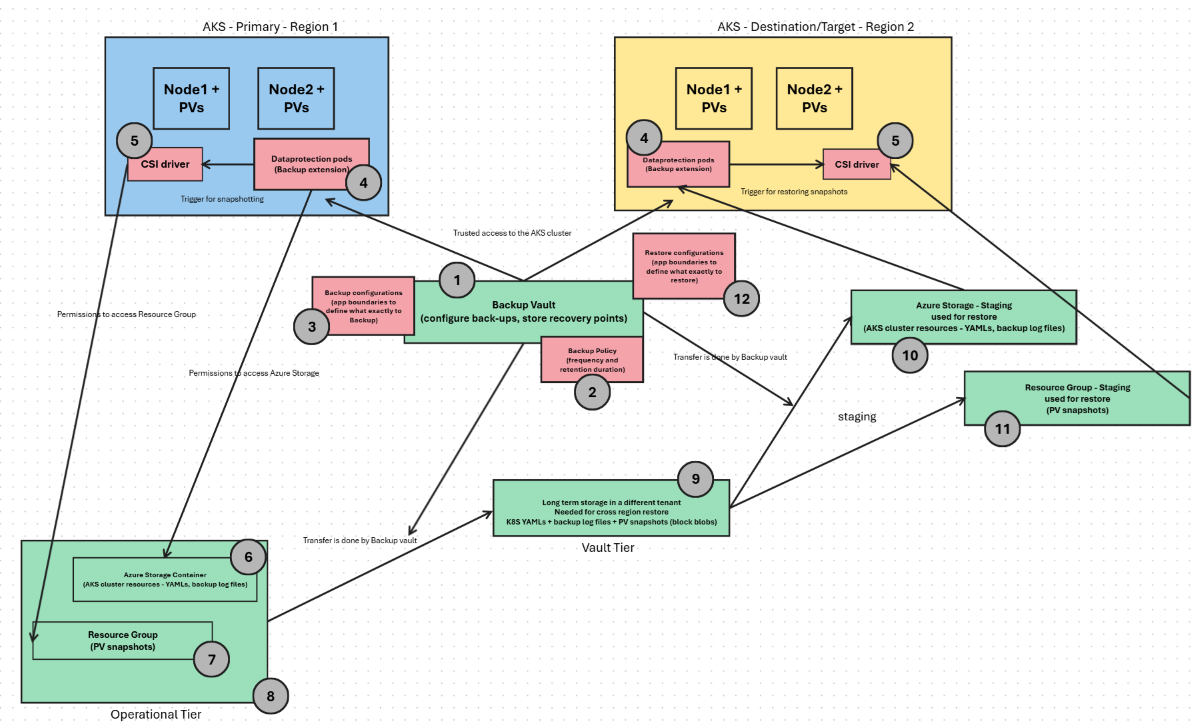 AKS - Primary - Region 1
AKS - Destination/Target - Region 2
Node1 +
PVs
Node2 +
PVs
Node1 +
PVs
Node2 +
PVs
5
CSI driver
Dataprotection pods
(Backup extension)
4
Trigger for snapshotting
4
Dataprotection pods
(Backup extension)
5
CSI driver
Trigger for restoring snapshots
Trusted access to the AKS cluster
Restore configurations
(app boundaries to
define what exactly to
restore)
12
1
Backup configurations
(app boundaries to
define what exactly to
Backup)
3
Backup Vault
(configure back-ups, store recovery points)
Backup Policy
(frequency and
retention duration)
2
Permissions to access Resource Group
Permissions to access Azure Storage
Transfer is done by Backup vault
Azure Storage - Staging
used for restore
(AKS cluster resources - YAMLs, backup log files)
10
Resource Group - Staging
used for restore
(PV snapshots)
11
staging
9
Long term storage in a different tenant
Needed for cross region restore
K8S YAMLs + backup log files + PV snapshots (block blobs)
Vault Tier
Transfer is done by Backup vault
6
Azure Storage Container
(AKS cluster resources - YAMLs, backup log files)
Resource Group
(PV snapshots)
7
8
Operational Tier